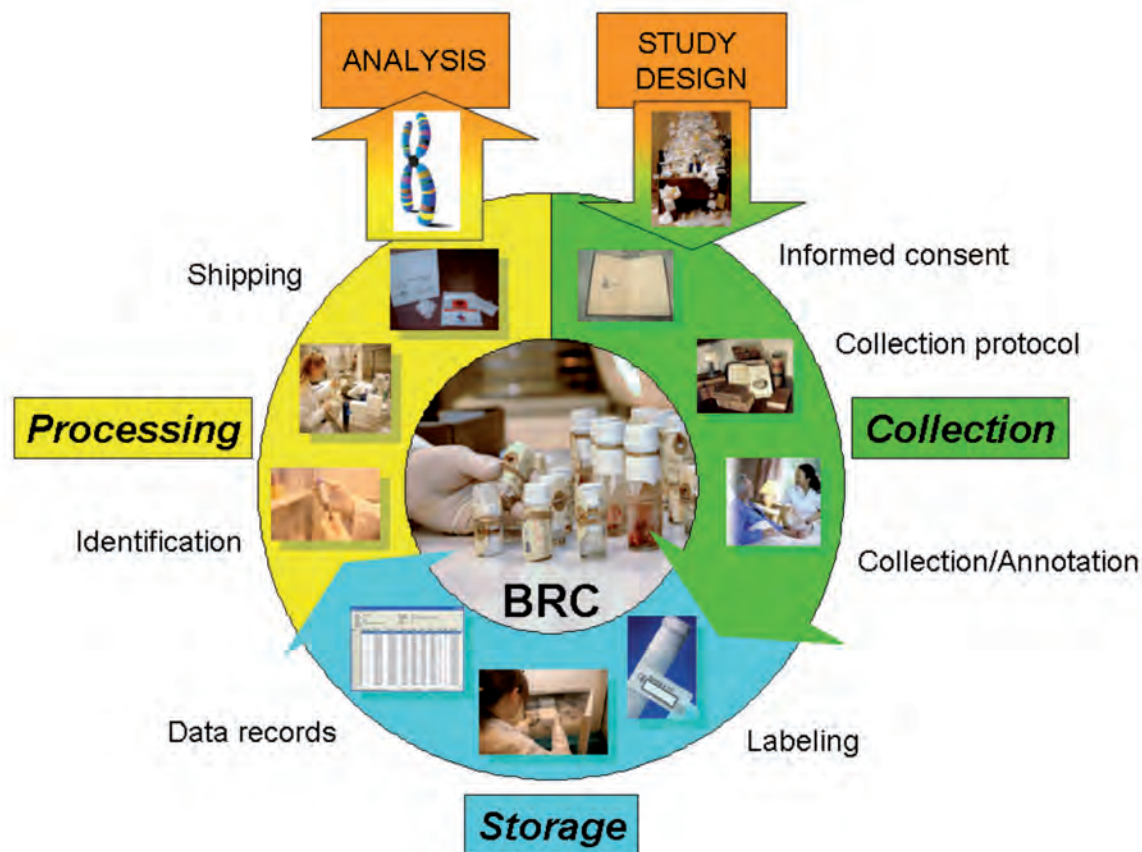 ANALYSIS
STUDY
DESIGN
Informed consent
Shipping
Collection protocol
Processing
Collection
Identification
Collection/Annotation
BRC
Data records
Labeling
Storage